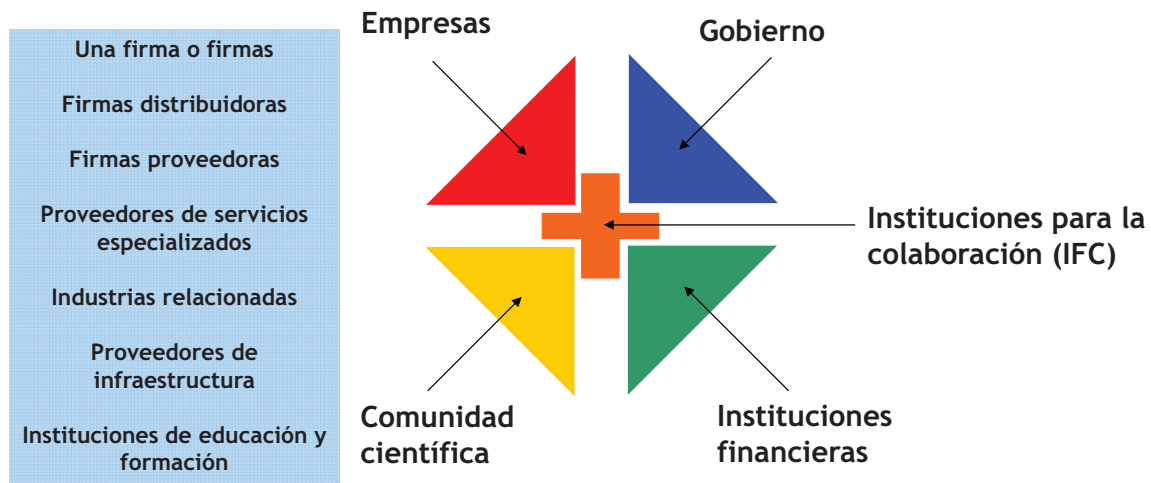 Una firma o firmas
Firmas distribuidoras
Firmas proveedoras
Proveedores de servicios
especializados
Industrias relacionadas
Proveedores de
infraestructura
Instituciones de educación y
formación
Empresas
Gobierno
Instituciones para la
colaboración (IFC)
Comunidad
científica
Instituciones
financieras